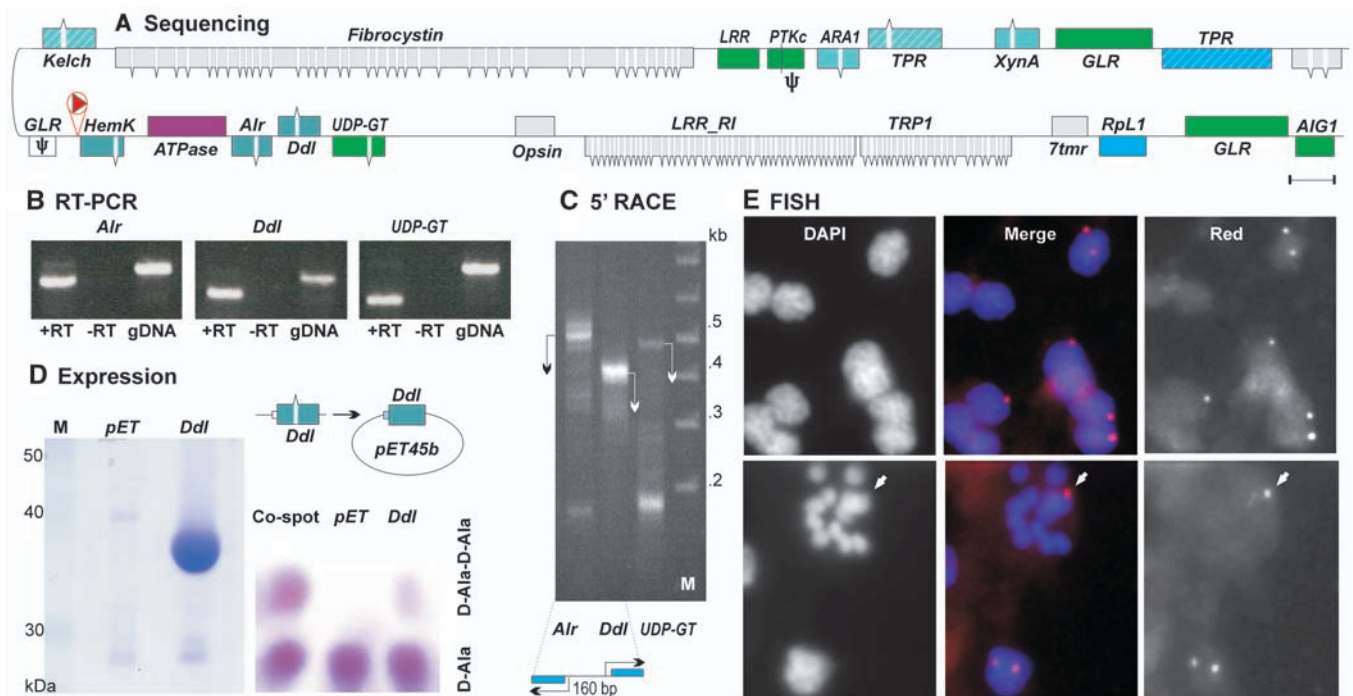 A Sequencing
Fibrocystin
LRR PTKc ARA1
TPR
Kelch
ψ
TPR
XynA
GLR
GLR
HemK
Alr
UDP-GT
LRR_RI
TRP1
RpL1
AIG1
ψ
ATPase
Ddl
Opsin
7tmr
GLR
B RT-PCR
Alr
Ddl
UDP-GT
+RT -RT gDNA
+RT -RT gDNA
+RT -RT gDNA
C 5' RACE
kb
.5
.4
.3
.2
M
Alr Ddl UDP-GT
160 bp
D Expression
M pET Ddl
50
40
30
kDa
Ddl
Ddl
pET45b
Co-spot pET Ddl
D-Ala-D-Ala
D-Ala
E FISH
DAPI
Merge
Red